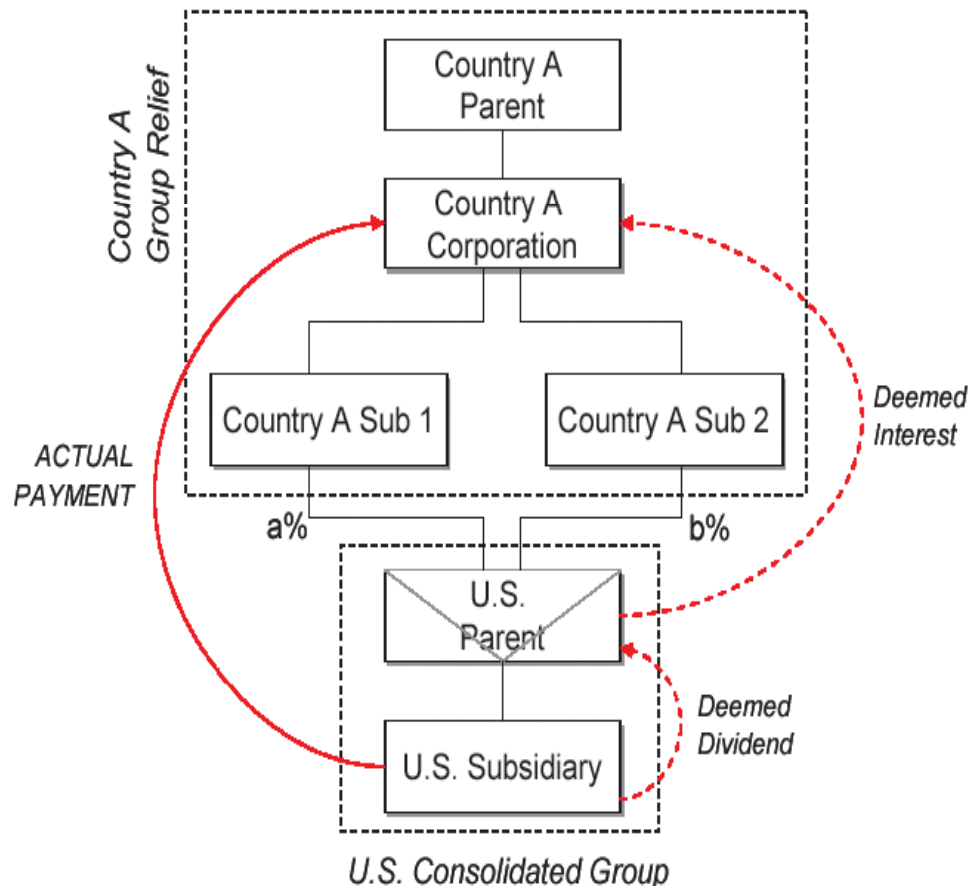 Country A
Parent
Country A
Group Relief
Country A
Corporation
Country A Sub 1
Country A Sub 2
Deemed
Interest
ACTUAL
PAYMENT
a%
b%
U.S.
Parent
Deemed
Dividend
U.S. Subsidiary
U.S. Consolidated Group